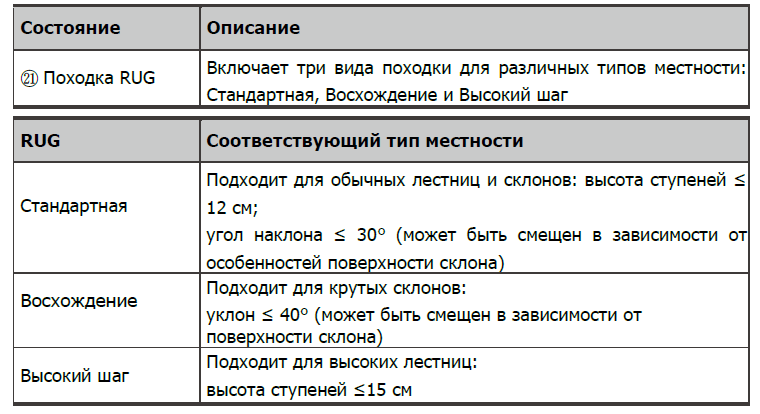 Состояние Описание
㉑ Походка RUG Включает три вида походки для различных типов местности:
Стандартная, Восхождение и Высокий шаг
RUG Соответствующий тип местности
Стандартная
Подходит для обычных лестниц и склонов: высота ступеней ≤
12 см;
угол наклона ≤ 30° (может быть смещен в зависимости от
особенностей поверхности склона)
Восхождение
Подходит для крутых склонов:
уклон ≤ 40° (может быть смещен в зависимости от
поверхности склона)
Высокий шаг
Подходит для высоких лестниц:
высота ступеней ≤15 см